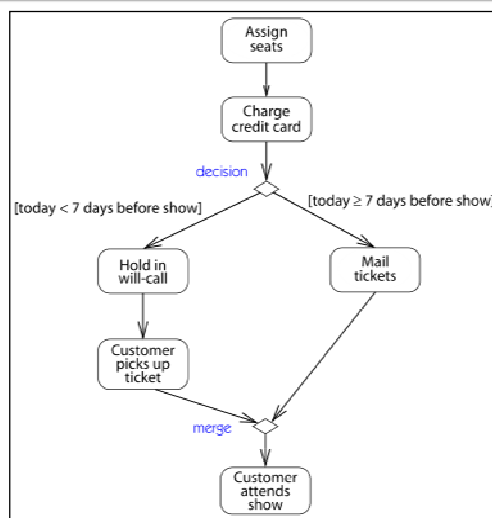 Assign
seats
Charge
credit card
decision
[today < 7 days before show]
[today ≥ 7 days before show]
Hold in
will-call
Mail
tickets
Customer
picks up
ticket
merge
Customer
attends
show